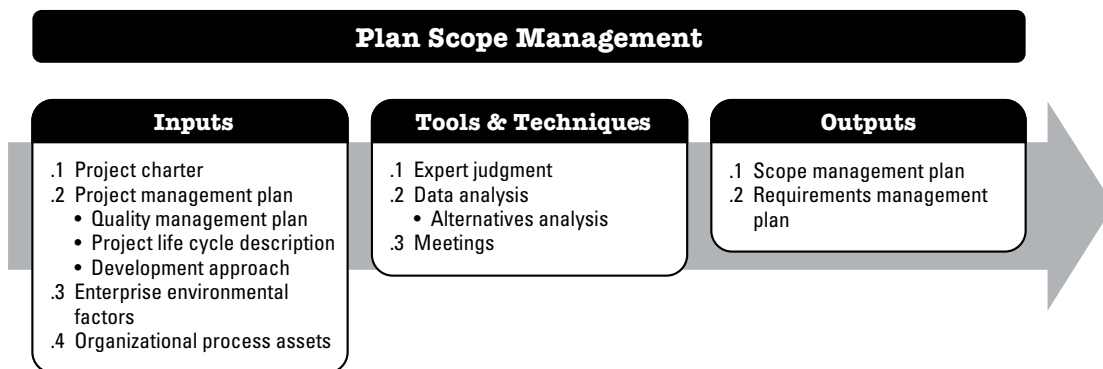 Plan Scope Management
Inputs
.1 Project charter
.2 Project management plan
• Quality management plan
• Project life cycle description
• Development approach
.3 Enterprise environmental
factors
.4 Organizational process assets
Tools & Techniques
.1 Expert judgment
.2 Data analysis
• Alternatives analysis
.3 Meetings
Outputs
.1 Scope management plan
.2 Requirements management
plan